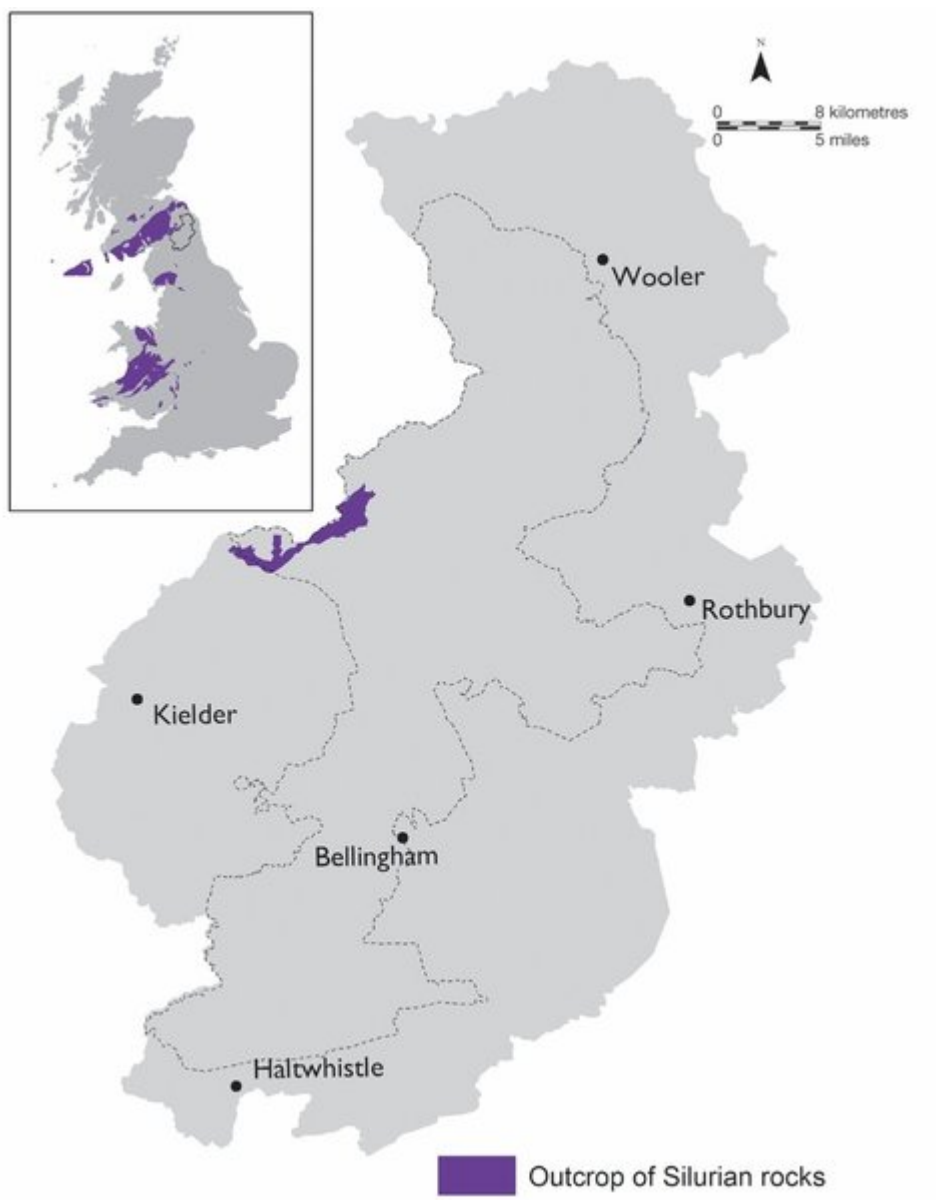 N
0 8 kilometres
0 5 miles
Wooler
Rothbury
Kielder
Bellingham
Haltwhistle
Outcrop of Silurian rocks